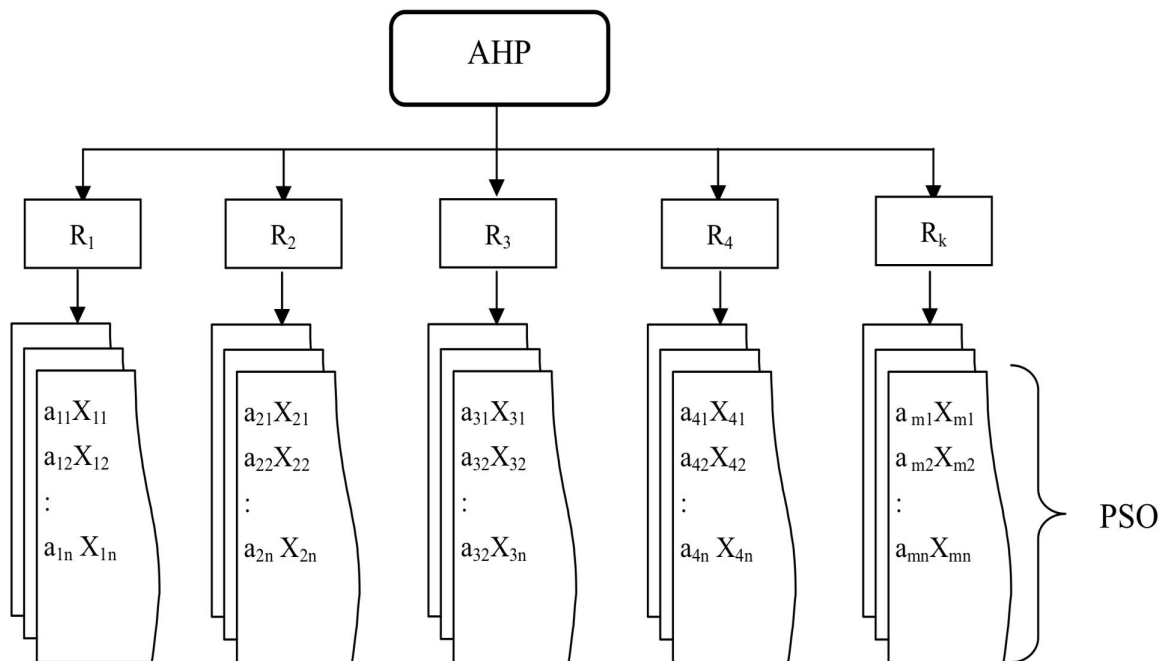 AHP
R₁ R₂ R₃ R₄ Rₖ
a₁₁X₁₁ a₂₁X₂₁ a₃₁X₃₁ a₄₁X₄₁ a ₘ₁Xₘ₁
a₁₂X₁₂ a₂₂X₂₂ a₃₂X₃₂ a₄₂X₄₂ a ₘ₂Xₘ₂
: : : : :
a₁ₙ X₁ₙ a₂ₙ X₂ₙ a₃₂X₃ₙ a₄ₙ X₄ₙ aₘₙXₘₙ
PSO